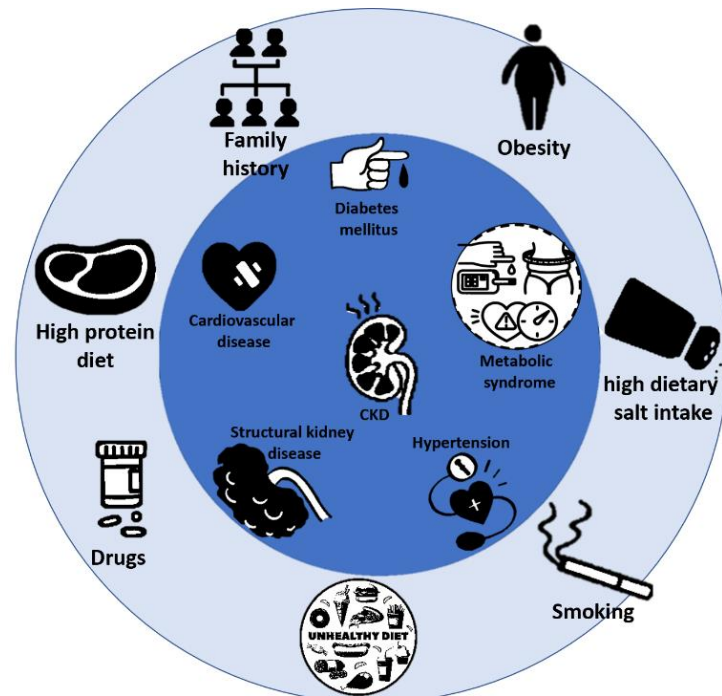 Family
history
Obesity
Diabetes
mellitus
High protein
diet
Cardiovascular
disease
Metabolic
syndrome
high dietary
salt intake
CKD
Structural kidney
disease
Hypertension
Drugs
Smoking
UNHEALTHY DIET